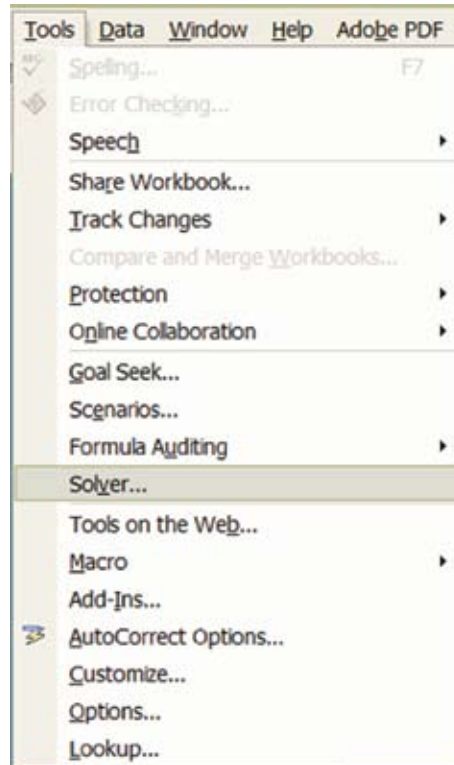 Tools Data Window Help Adobe PDF
Spelling... F7
Error Checking...
Speech
Share Workbook...
Track Changes
Compare and Merge Workbooks...
Protection
Online Collaboration
Goal Seek...
Scenarios...
Formula Auditing
Solver...
Tools on the Web...
Macro
Add-Ins...
AutoCorrect Options...
Customize...
Options...
Lookup...